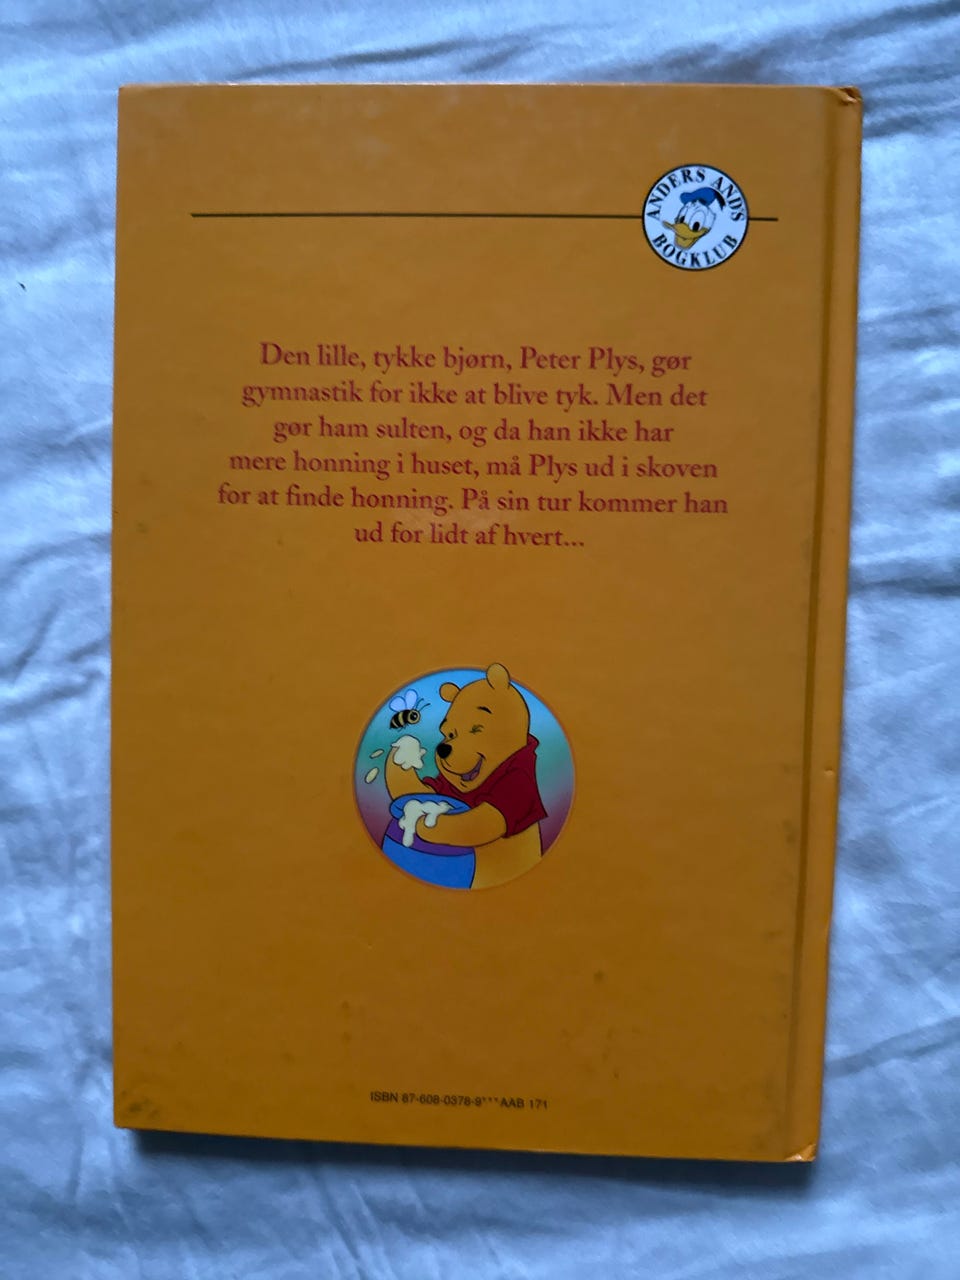 ANDERS AND'S
BOGKLUB
Den lille, tykke bjørn, Peter Plys, gør
gymnastik for ikke at blive tyk. Men det
gør ham sulten, og da han ikke har
mere honning i huset, må Plys ud i skoven
for at finde honning. På sin tur kommer han
ud for lidt af hvert...
ISBN 87-608-0378-9***AAB 171